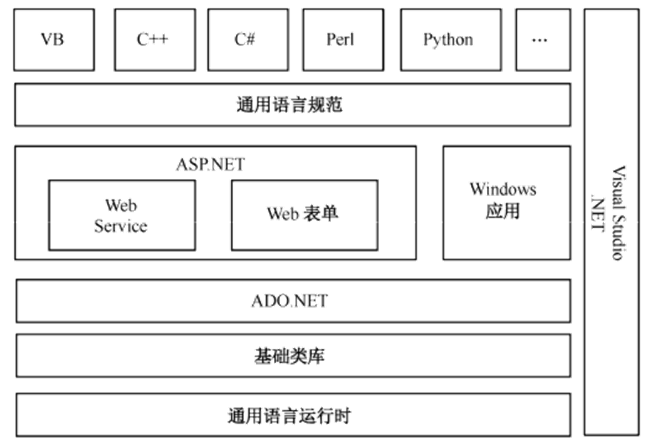 VB
C++
C#
Perl
Python
...
通用语言规范
ASP.NET
Web
Service
Web 表单
Windows
应用
ADO.NET
基础类库
通用语言运行时
Visual Studio
.NET